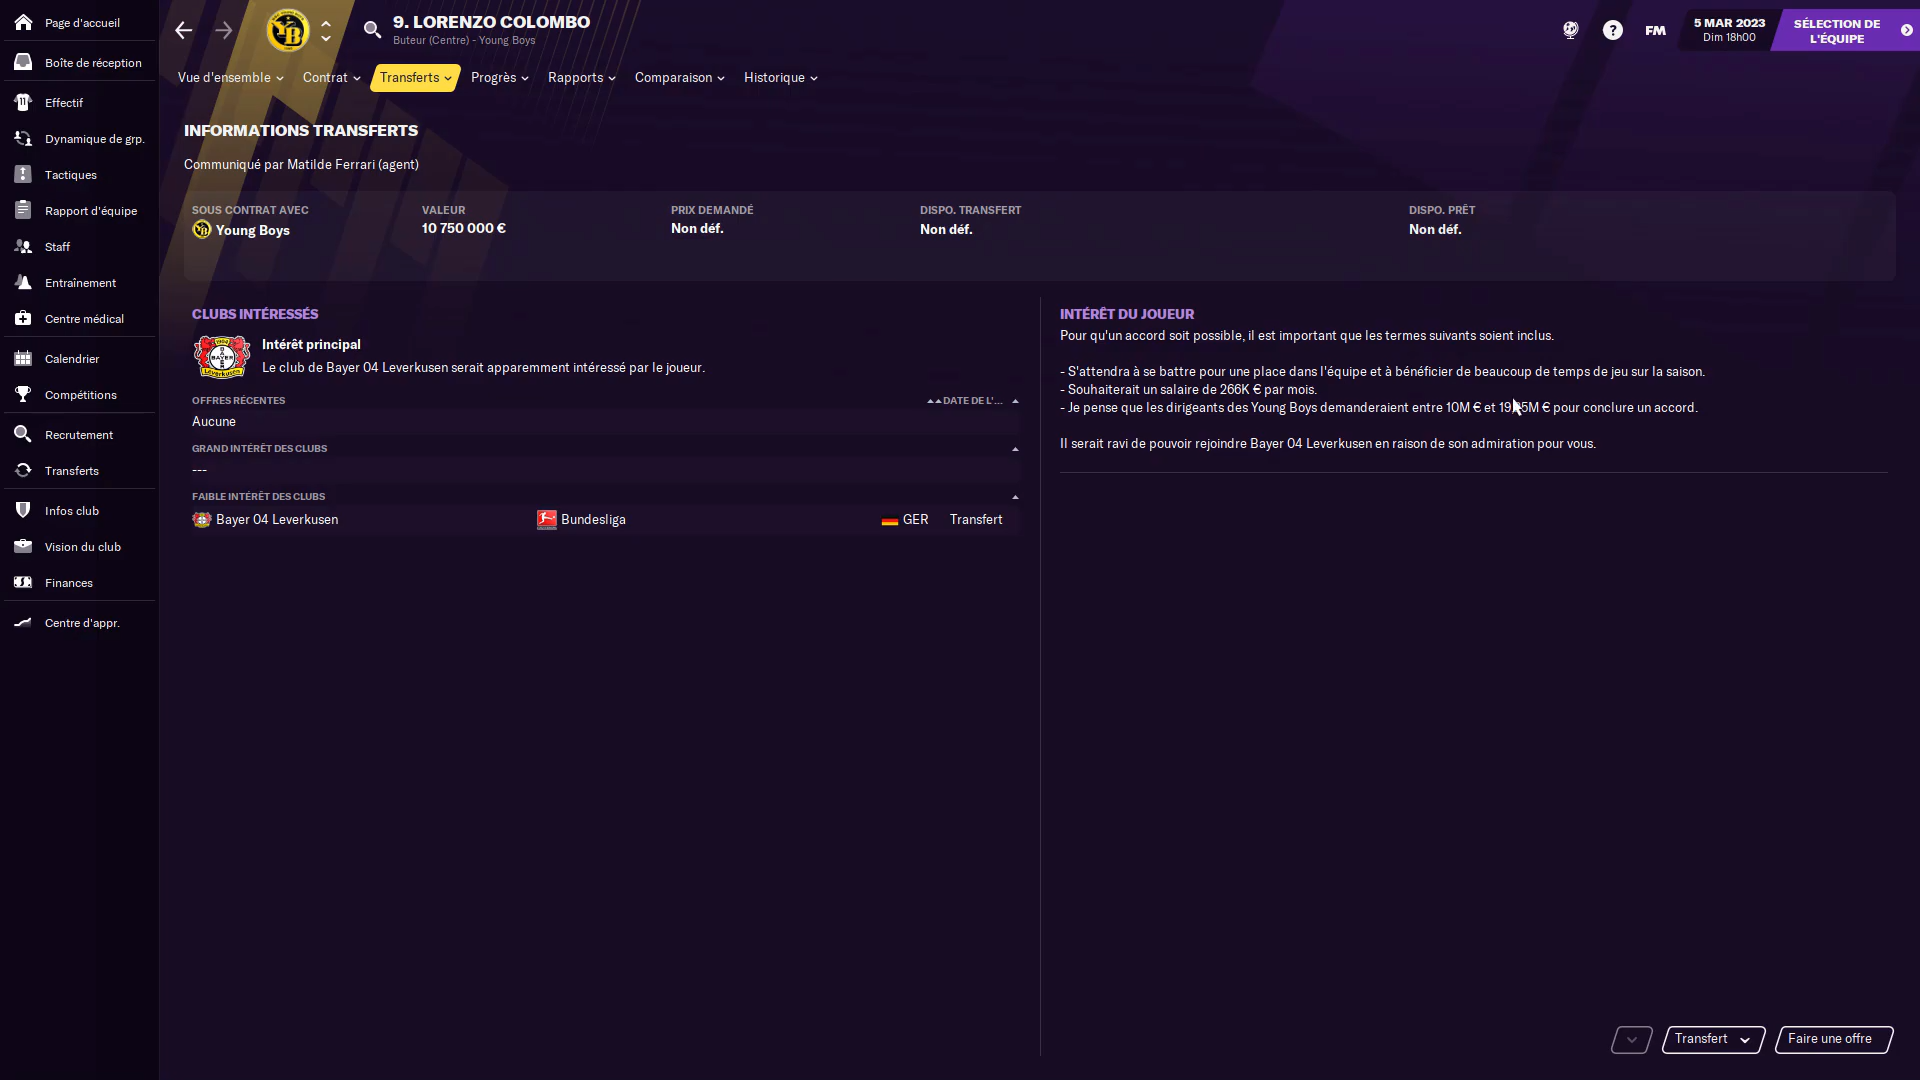 Page d'accueil
Boîte de réception
Effectif
Dynamique de grp.
Tactiques
Rapport d'équipe
Staff
Entraînement
Centre médical
Calendrier
Compétitions
Recrutement
Transferts
Infos club
Vision du club
Finances
Centre d'appr.
9. LORENZO COLOMBO
Buteur (Centre) - Young Boys
FM
5 MAR 2023
Dim 18h00
SÉLECTION DE
L'ÉQUIPE
Vue d'ensemble Contrat Transferts Progrès Rapports Comparaison Historique
INFORMATIONS TRANSFERTS
Communiqué par Matilde Ferrari (agent)
SOUS CONTRAT AVEC VALEUR PRIX DEMANDÉ DISPO. TRANSFERT DISPO. PRÊT
Young Boys 10 750 000 € Non déf. Non déf. Non déf.
CLUBS INTÉRESSÉS
Intérêt principal
Le club de Bayer 04 Leverkusen serait apparemment intéressé par le joueur.
OFFRES RÉCENTES DATE DE L'...
Aucune
GRAND INTÉRÊT DES CLUBS
---
FAIBLE INTÉRÊT DES CLUBS
Bayer 04 Leverkusen Bundesliga GER Transfert
INTÉRÊT DU JOUEUR
Pour qu'un accord soit possible, il est important que les termes suivants soient inclus.
- S'attendra à se battre pour une place dans l'équipe et à bénéficier de beaucoup de temps de jeu sur la saison.
- Souhaiterait un salaire de 266K € par mois.
- Je pense que les dirigeants des Young Boys demanderaient entre 10M € et € pour conclure un accord.
Il serait ravi de pouvoir rejoindre Bayer 04 Leverkusen en raison de son admiration pour vous.
Transfert
Faire une offre